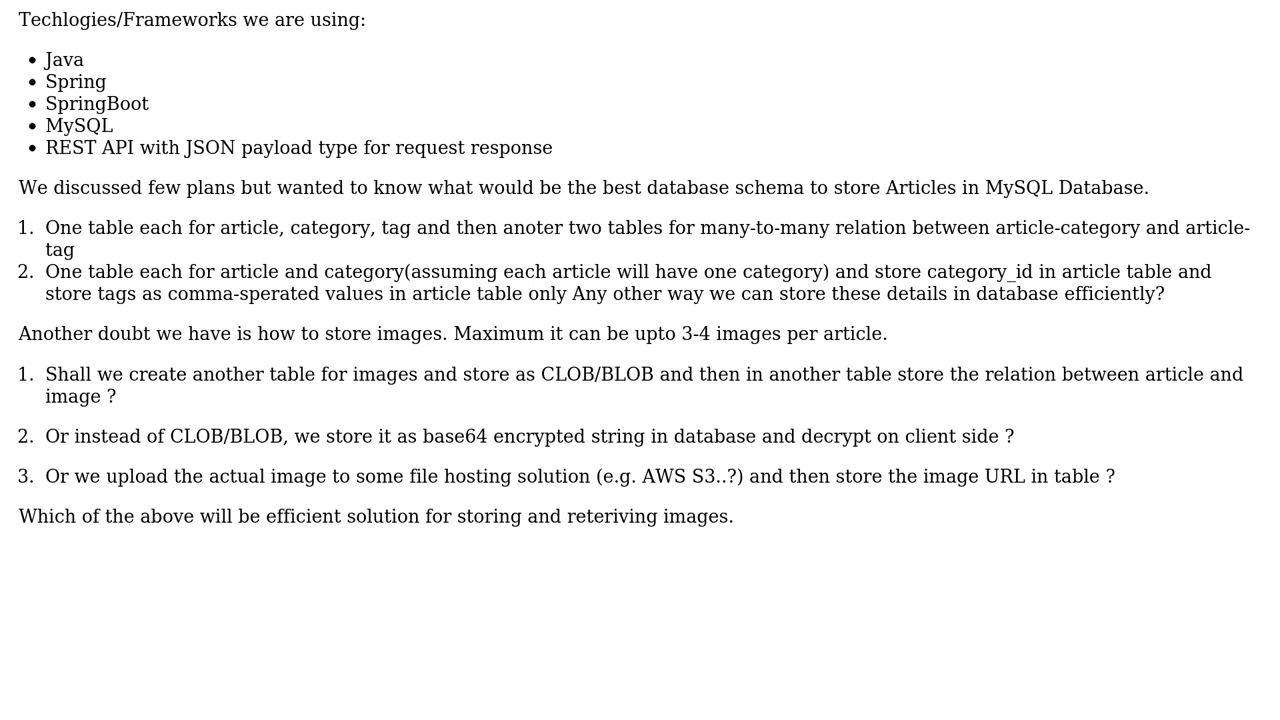 Techlogies/Frameworks we are using:
• Java
• Spring
• SpringBoot
• MySQL
• REST API with JSON payload type for request response
We discussed few plans but wanted to know what would be the best database schema to store Articles in MySQL Database.
1. One table each for article, category, tag and then anoter two tables for many-to-many relation between article-category and article-
tag
2. One table each for article and category(assuming each article will have one category) and store category_id in article table and
store tags as comma-sperated values in article table only Any other way we can store these details in database efficiently?
Another doubt we have is how to store images. Maximum it can be upto 3-4 images per article.
1. Shall we create another table for images and store as CLOB/BLOB and then in another table store the relation between article and
image ?
2. Or instead of CLOB/BLOB, we store it as base64 encrypted string in database and decrypt on client side ?
3. Or we upload the actual image to some file hosting solution (e.g. AWS S3..?) and then store the image URL in table ?
Which of the above will be efficient solution for storing and reteriving images.